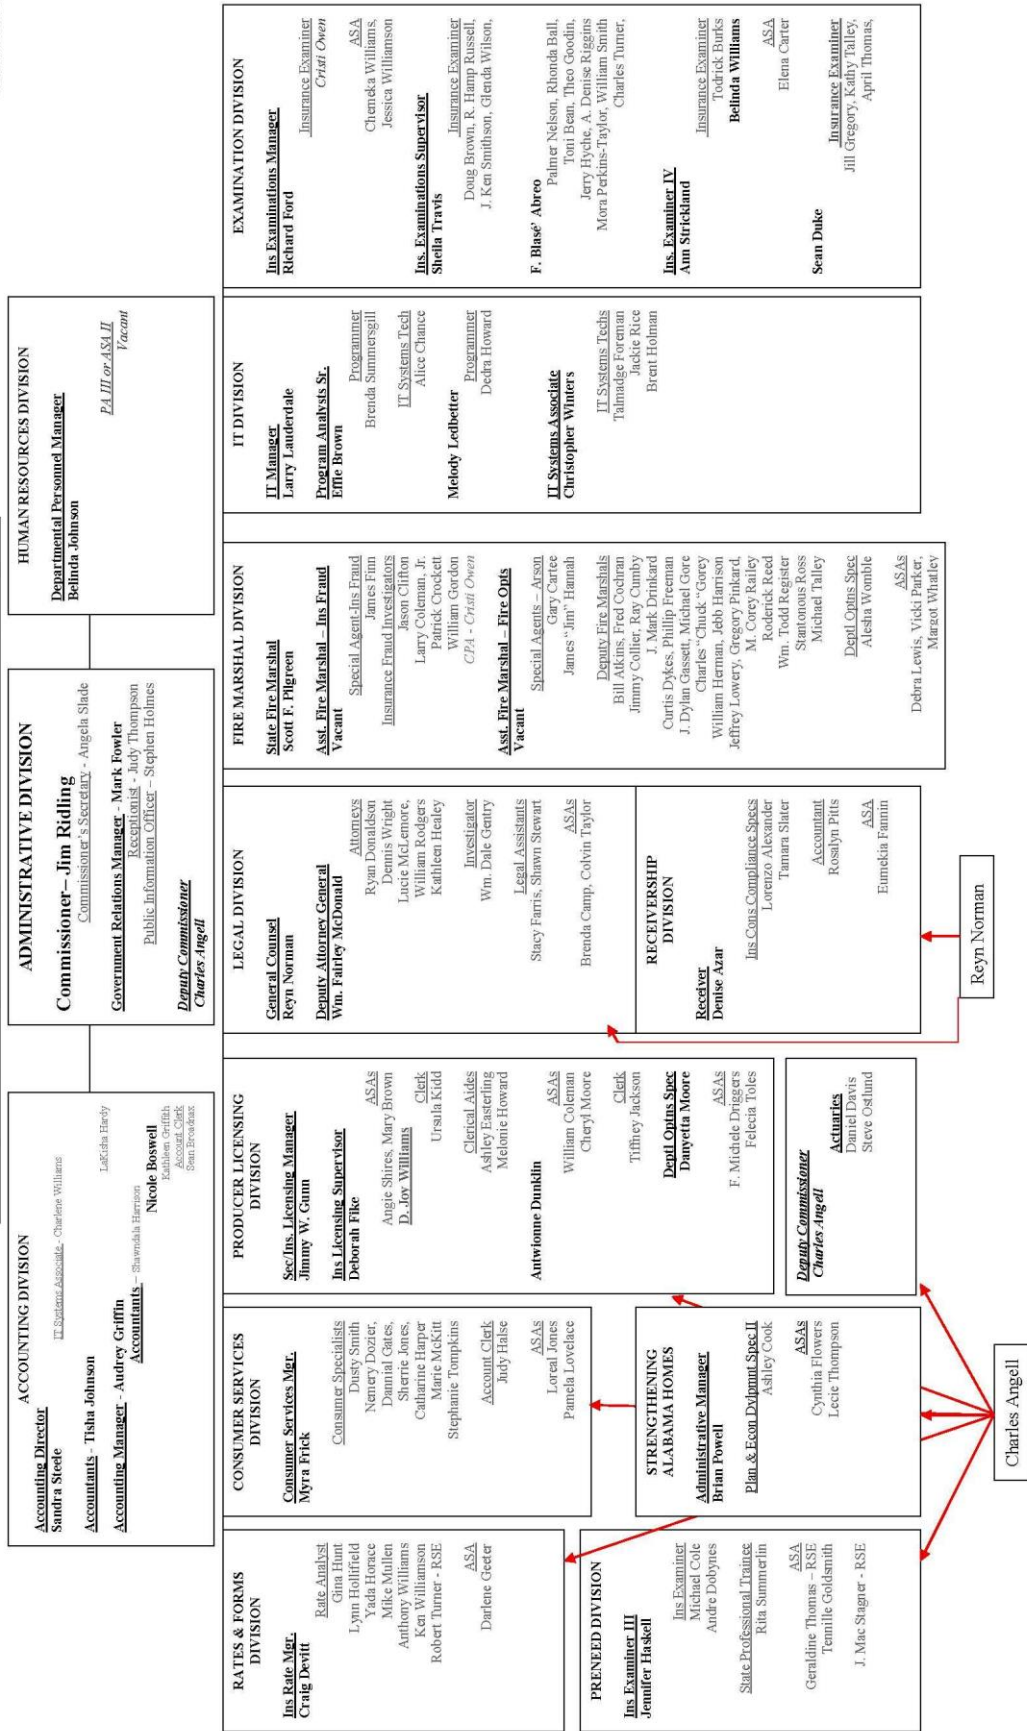 ACCOUNTING DIVISION
Accounting Director
Sandra Steele
IT Systems Associate - Charlene Williams
Accountants - Tisha Johnson
LaKisha Hardy
Accounting Manager - Audrey Griffin
Accountants – Shawndala Harrison
Nicole Boswell
Kathleen Griffith
Account Clerk
Sean Broadnax
ADMINISTRATIVE DIVISION
Commissioner – Jim Ridling
Commissioner's Secretary - Angela Slade
Government Relations Manager - Mark Fowler
Receptionist - Judy Thompson
Public Information Officer – Stephen Holmes
Deputy Commissioner
Charles Angell
HUMAN RESOURCES DIVISION
Departmental Personnel Manager
Belinda Johnson
PA III or ASA II
Vacant
RATES & FORMS
DIVISION
Ins Rate Mgr.
Craig Devitt
Rate Analyst
Gina Hunt
Lynn Hollifield
Yada Horace
Mike Mullen
Anthony Williams
Ken Williamson
Robert Turner - RSE
ASA
Darlene Geeter
PRENEED DIVISION
Ins Examiner III
Jennifer Haskell
Ins Examiner
Michael Cole
Andre Dobynes
State Professional Trainee
Rita Summerlin
ASA
Geraldine Thomas – RSE
Tennille Goldsmith
J. Mac Stagner - RSE
CONSUMER SERVICES
DIVISION
Consumer Services Mgr.
Myra Frick
Consumer Specialists
Dusty Smith
Nemery Dozier,
Dannial Gates,
Sherrie Jones,
Catharine Harper
Marie McKitt
Stephanie Tompkins
Account Clerk
Judy Halse
ASAs
Loreal Jones
Pamela Lovelace
STRENGTHENING
ALABAMA HOMES
Administrative Manager
Brian Powell
Plan & Econ Dvlpmnt Spec II
Ashley Cook
ASAs
Cynthia Flowers
Lecie Thompson
PRODUCER LICENSING
DIVISION
Sec/Ins. Licensing Manager
Jimmy W. Gunn
Ins Licensing Supervisor
Deborah Fike
ASAs
Angie Shires, Mary Brown
D. Joy Williams
Clerk
Ursula Kidd
Clerical Aides
Ashley Easterling
Melonie Howard
Antwionne Dunklin
ASAs
William Coleman
Cheryl Moore
Clerk
Tiffney Jackson
Deptl Optns Spec
Danyetta Moore
ASAs
F. Michele Driggers
Felecia Toles
Deputy Commissioner
Charles Angell
Actuaries
Daniel Davis
Steve Ostlund
Charles Angell
LEGAL DIVISION
General Counsel
Reyn Norman
Deputy Attorney General
Wm. Fairley McDonald
Attorneys
Ryan Donaldson
Dennis Wright
Lucie McLemore,
William Rodgers
Kathleen Healey
Investigator
Wm. Dale Gentry
Legal Assistants
Stacy Farris, Shawn Stewart
ASAs
Brenda Camp, Colvin Taylor
RECEIVERSHIP
DIVISION
Receiver
Denise Azar
Ins Cons Compliance Specs
Lorenzo Alexander
Tamara Slater
Accountant
Rosalyn Pitts
ASA
Eumekia Fannin
Reyn Norman
FIRE MARSHAL DIVISION
State Fire Marshal
Scott F. Pilgreen
Asst. Fire Marshal – Ins Fraud
Vacant
Special Agent-Ins Fraud
James Finn
Insurance Fraud Investigators
Jason Clifton
Larry Coleman, Jr.
Patrick Crockett
William Gordon
CPA - Cristi Owen
Asst. Fire Marshal – Fire Opts
Vacant
Special Agents – Arson
Gary Cartee
James "Jim" Hannah
Deputy Fire Marshals
Bill Atkins, Fred Cochran
Jimmy Collier, Ray Cumby
J. Mark Drinkard
Curtis Dykes, Phillip Freeman
J. Dylan Gassett, Michael Gore
Charles "Chuck" Gorey
William Herman, Jebb Harrison
Jeffrey Lowery, Gregory Pinkard,
M. Corey Railey
Roderick Reed
Wm. Todd Register
Stantonous Ross
Michael Talley
Deptl Optns Spec
Alesha Womble
ASAs
Debra Lewis, Vicki Parker,
Margot Whatley
IT DIVISION
IT Manager
Larry Lauderdale
Program Analysts Sr.
Effie Brown
Programmer
Brenda Summersgill
IT Systems Tech
Alice Chance
Melody Ledbetter
Programmer
Dedra Howard
IT Systems Associate
Christopher Winters
IT Systems Techs
Talmadge Foreman
Jackie Rice
Brent Holman
EXAMINATION DIVISION
Ins Examinations Manager
Richard Ford
Insurance Examiner
Cristi Owen
ASA
Chemeka Williams,
Jessica Williamson
Ins. Examinations Supervisor
Sheila Travis
Insurance Examiner
Doug Brown, R. Hamp Russell,
J. Ken Smithson, Glenda Wilson,
F. Blase' Abreo
Palmer Nelson, Rhonda Ball,
Toni Bean, Theo Goodin,
Jerry Hyche, A. Denise Riggins
Mora Perkins-Taylor, William Smith
Charles Turner,
Ins. Examiner IV
Ann Strickland
Insurance Examiner
Todrick Burks
Belinda Williams
ASA
Elena Carter
Sean Duke
Insurance Examiner
Jill Gregory, Kathy Talley,
April Thomas,